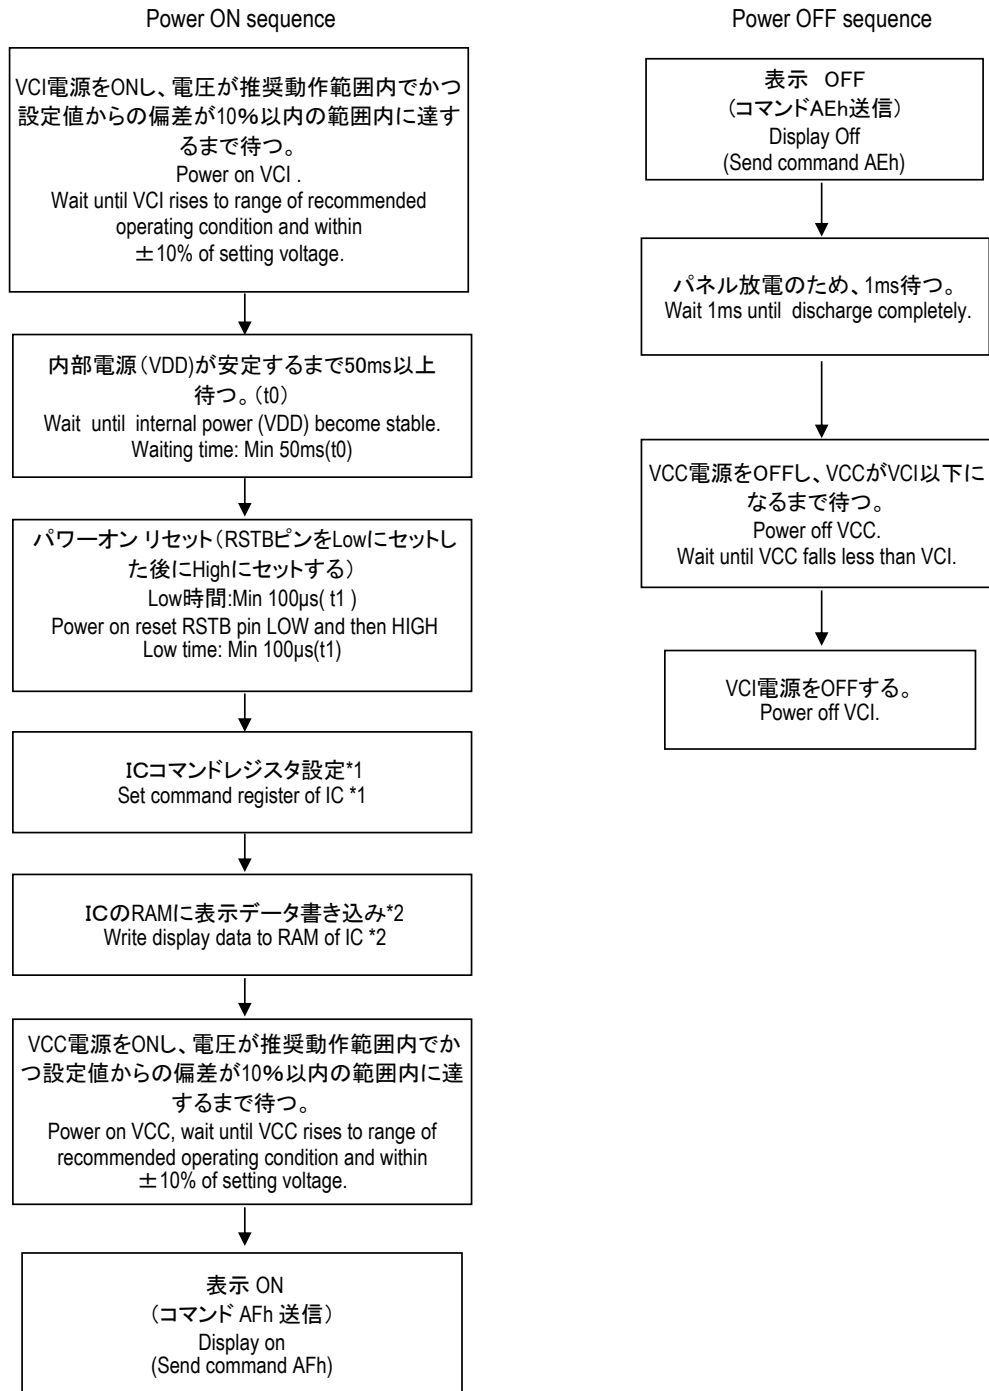 Power ON sequence
VCI電源をONし、電圧が推奨動作範囲内でかつ
設定値からの偏差が10%以内の範囲内に達す
るまで待つ。
Power on VCI .
Wait until VCI rises to range of recommended
operating condition and within
±10% of setting voltage.
内部電源(VDD)が安定するまで50ms以上
待つ。(t0)
Wait until internal power (VDD) become stable.
Waiting time: Min 50ms(t0)
パワーオン リセット(RSTBピンをLowにセットし
た後にHighにセットする)
Low時間:Min 100µs( t1 )
Power on reset RSTB pin LOW and then HIGH
Low time: Min 100µs(t1)
ICコマンドレジスタ設定*1
Set command register of IC *1
ICのRAMに表示データ書き込み*2
Write display data to RAM of IC *2
VCC電源をONし、電圧が推奨動作範囲内でか
つ設定値からの偏差が10%以内の範囲内に達
するまで待つ。
Power on VCC, wait until VCC rises to range of
recommended operating condition and within
±10% of setting voltage.
表示 ON
(コマンド AFh 送信)
Display on
(Send command AFh)
Power OFF sequence
表示 OFF
(コマンドAEh送信)
Display Off
(Send command AEh)
パネル放電のため、1ms待つ。
Wait 1ms until discharge completely.
VCC電源をOFFし、VCCがVCI以下に
なるまで待つ。
Power off VCC.
Wait until VCC falls less than VCI.
VCI電源をOFFする。
Power off VCI.